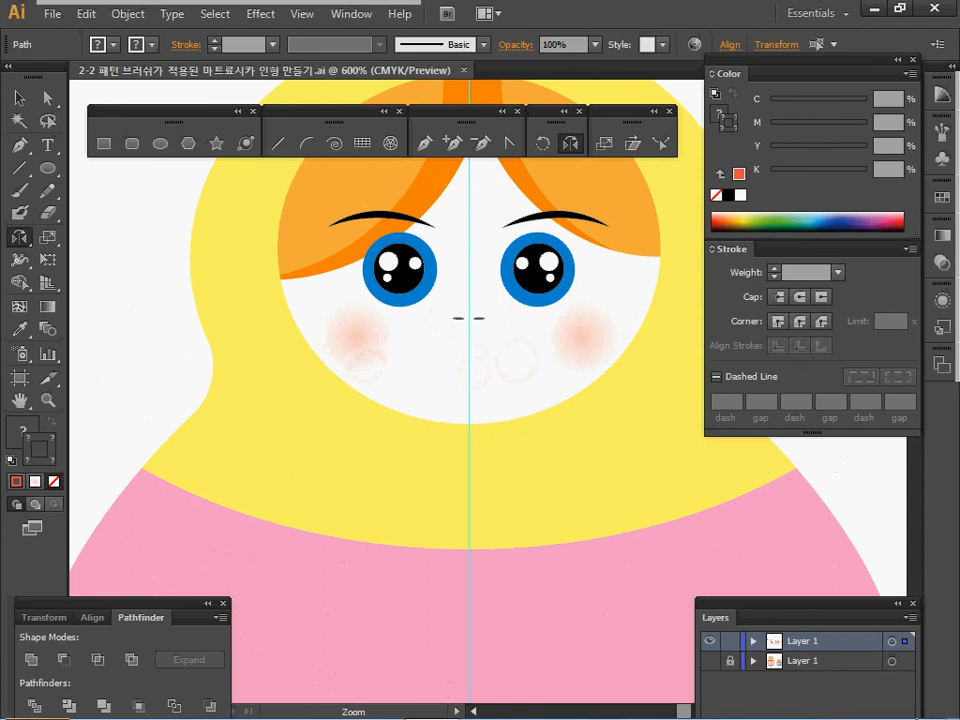 Ai File Edit Object Type Select Effect View Window Help Br Essentials
Path ? ? Stroke: Basic Opacity: 100% Style: Align Transform
2-2 패턴 브러쉬가 적용된 마트료시카 인형 만들기.ai @ 600% (CMYK/Preview)
Color
C %
M %
Y %
K %
Stroke
Weight:
Cap:
Corner: Limit: x
Align Stroke:
Dashed Line
dash gap dash gap dash gap
Transform Align Pathfinder
Shape Modes:
Expand
Pathfinders:
Layers
Layer 1
Layer 1
Zoom